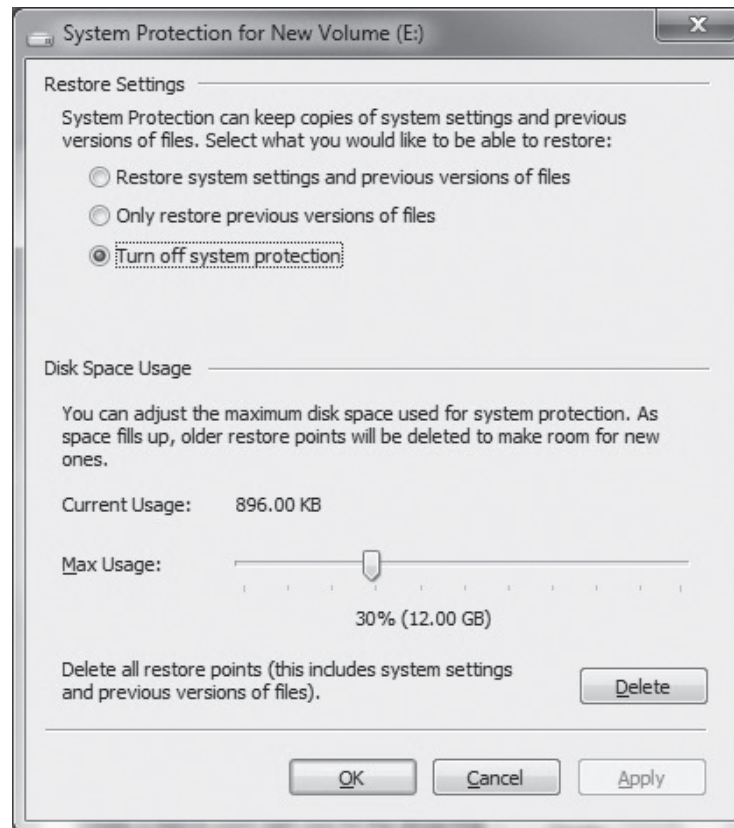 System Protection for New Volume (E:)
Restore Settings
System Protection can keep copies of system settings and previous
versions of files. Select what you would like to be able to restore:
Restore system settings and previous versions of files
Only restore previous versions of files
Turn off system protection
Disk Space Usage
You can adjust the maximum disk space used for system protection. As
space fills up, older restore points will be deleted to make room for new
ones.
Current Usage: 896.00 KB
Max Usage:
30% (12.00 GB)
Delete all restore points (this includes system settings
and previous versions of files).
Delete
OK Cancel Apply